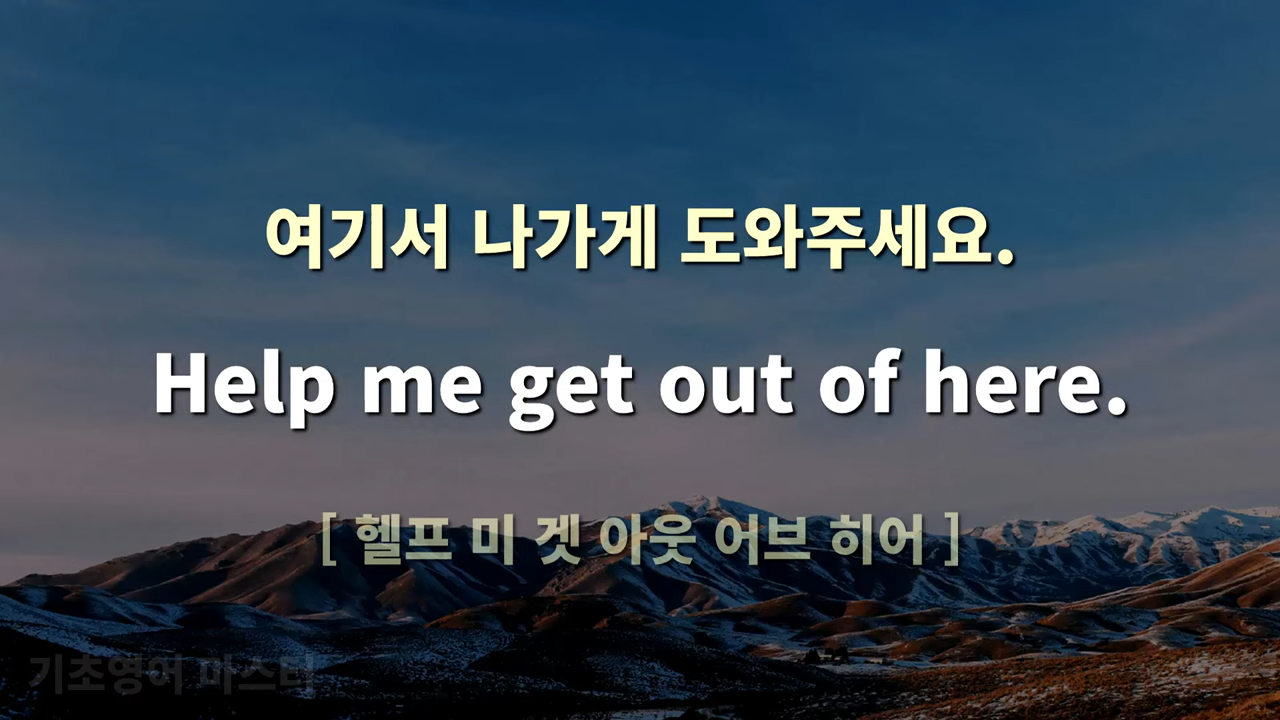 여기서 나가게 도와주세요.
Help me get out of here.
[ 헬프 미 겟 아웃 어브 히어 ]
기초영어 마스터